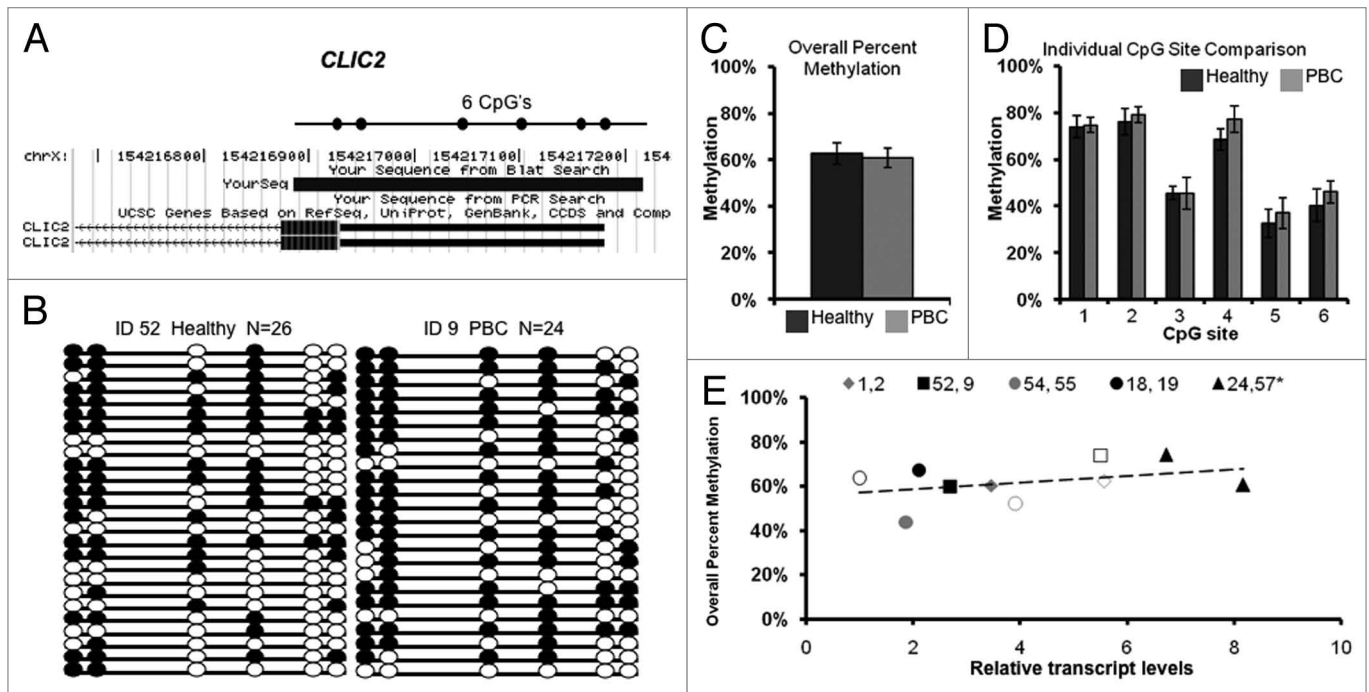 A
CLIC2
6 CpG's
chrX: 154216800| 154216900| 154217000| 154217100| 154217200| 154
Your Sequence from Blat Search
YourSeq
Your Sequence from PCR Search
UCSC Genes Based on RefSeq, UniProt, GenBank, CCDS and Comp
CLIC2
CLIC2
B
ID 52 Healthy N=26
ID 9 PBC N=24
C
Overall Percent
Methylation
100%
80%
60%
40%
20%
0%
Methylation
Healthy PBC
D
Individual CpG Site Comparison
Healthy PBC
100%
80%
60%
40%
20%
0%
Methylation
1 2 3 4 5 6
CpG site
E
1,2 52, 9 54, 55 18, 19 24,57*
100%
80%
60%
40%
20%
0%
Overall Percent Methylation
0 2 4 6 8 10
Relative transcript levels